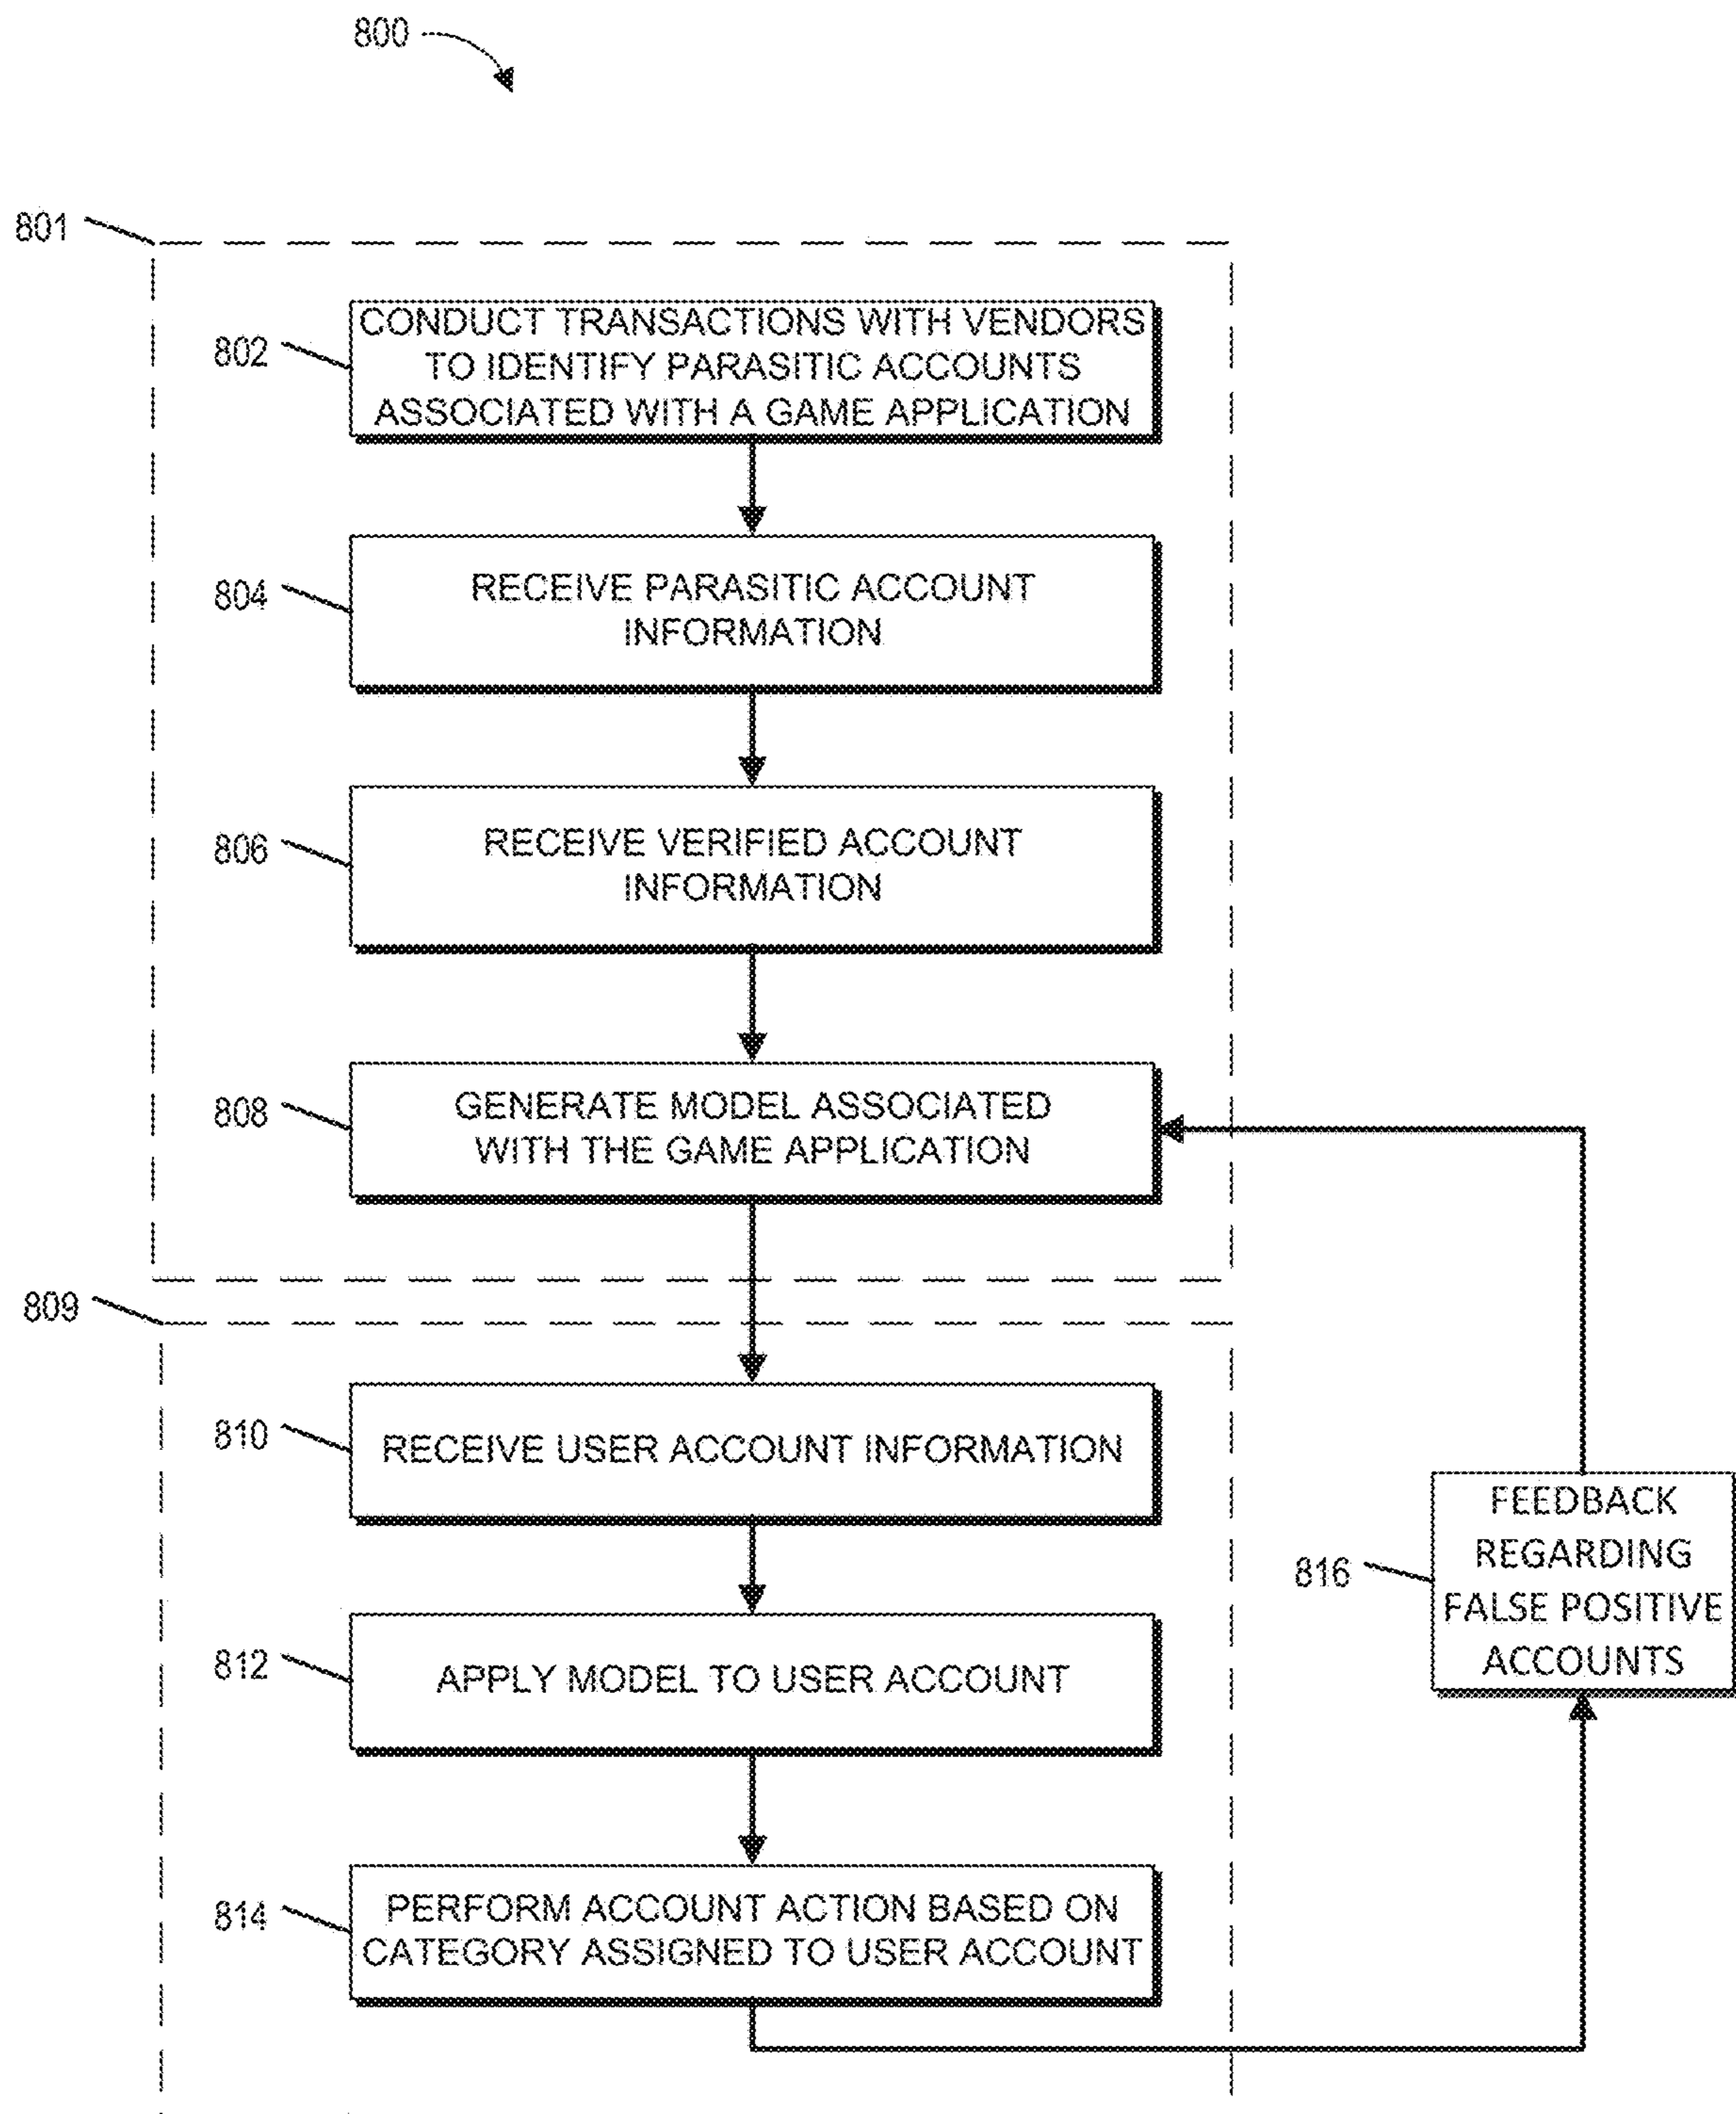 800
801
802
CONDUCT TRANSACTIONS WITH VENDORS
TO IDENTIFY PARASITIC ACCOUNTS
ASSOCIATED WITH A GAME APPLICATION
804
RECEIVE PARASITIC ACCOUNT
INFORMATION
806
RECEIVE VERIFIED ACCOUNT
INFORMATION
808
GENERATE MODEL ASSOCIATED
WITH THE GAME APPLICATION
809
810
RECEIVE USER ACCOUNT INFORMATION
812
APPLY MODEL TO USER ACCOUNT
814
PERFORM ACCOUNT ACTION BASED ON
CATEGORY ASSIGNED TO USER ACCOUNT
816
FEEDBACK
REGARDING
FALSE POSITIVE
ACCOUNTS